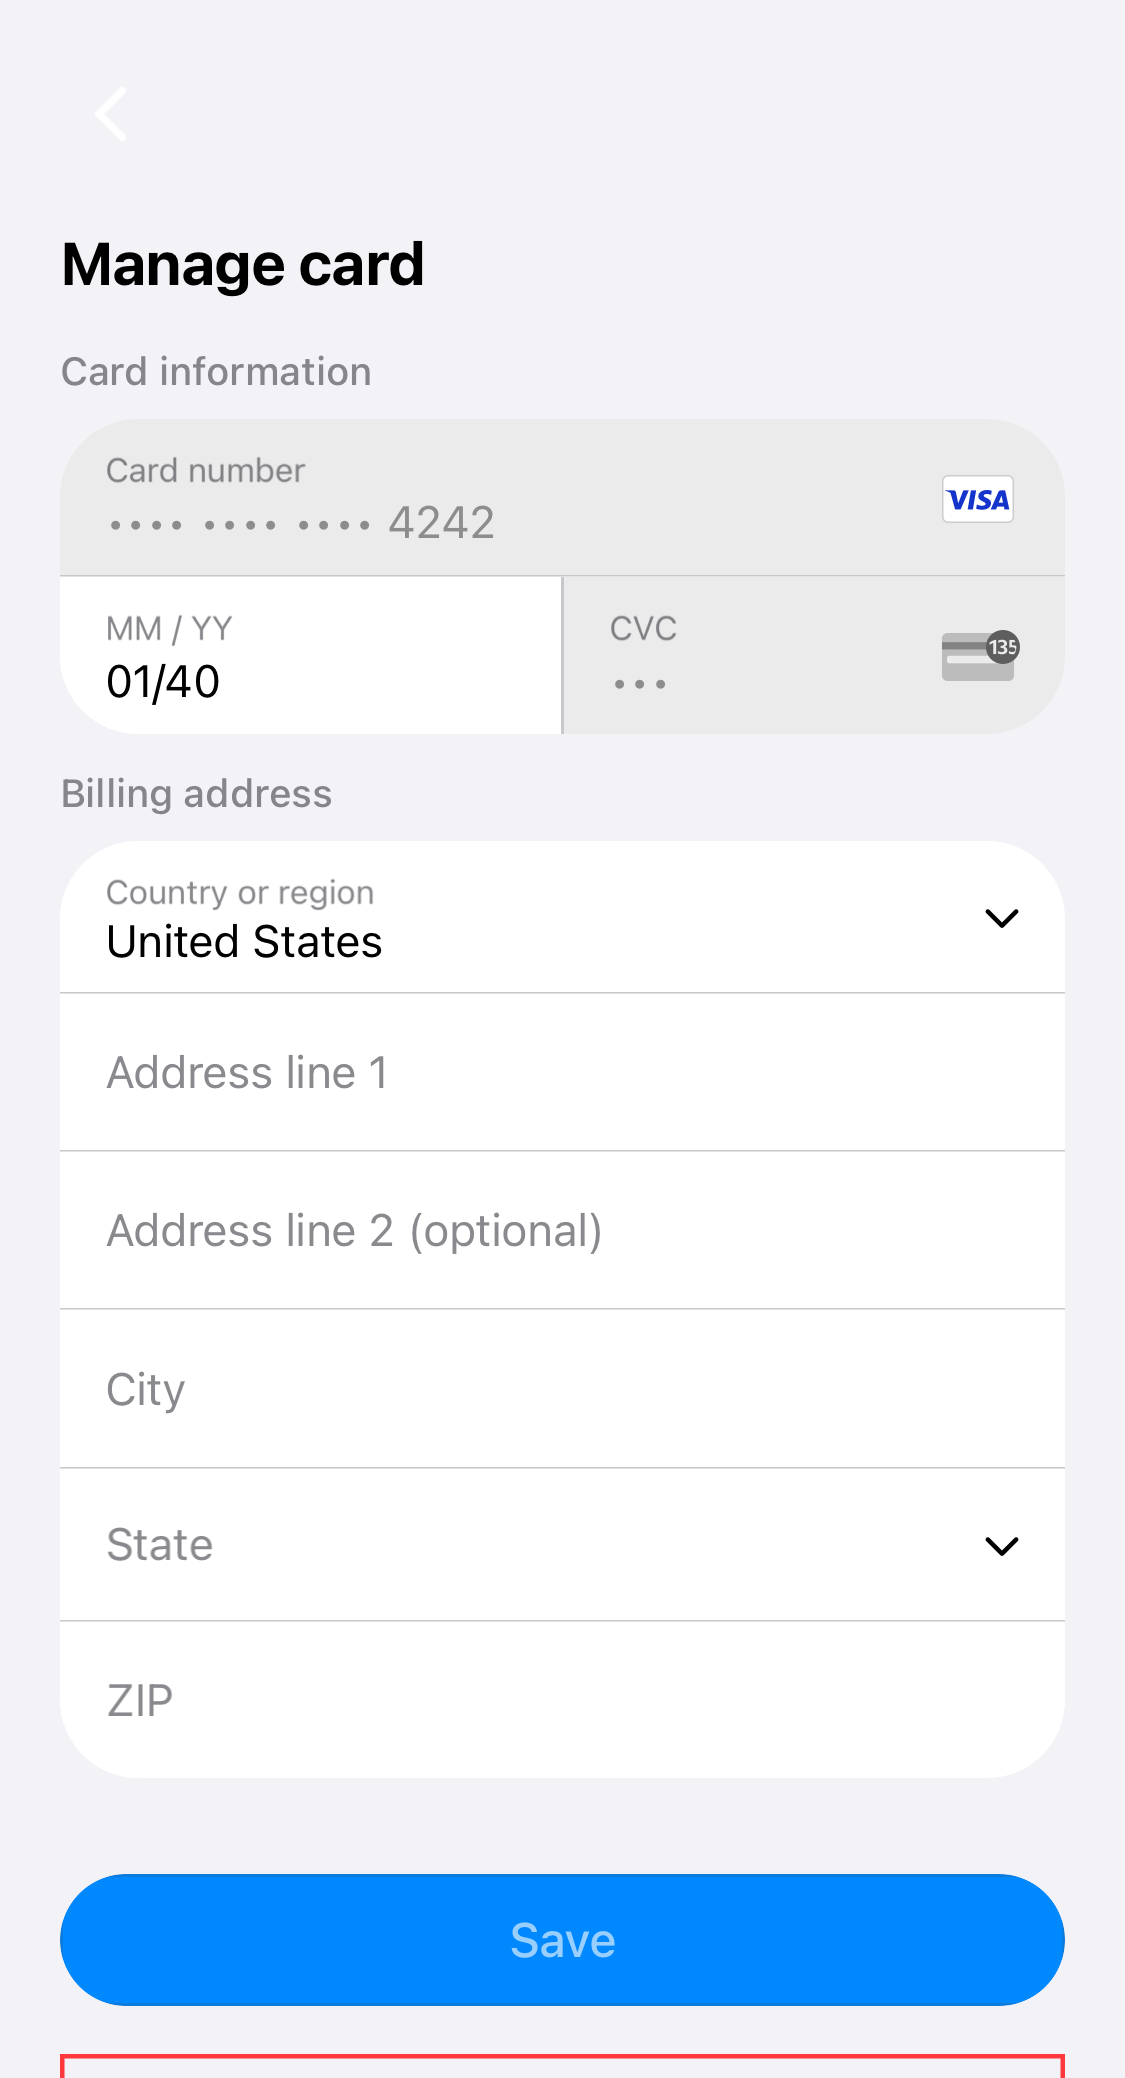 Manage card
Card information
Card number
•••• •••• •••• 4242
VISA
MM / YY
01/40
CVC
•••
135
Billing address
Country or region
United States
Address line 1
Address line 2 (optional)
City
State
ZIP
Save